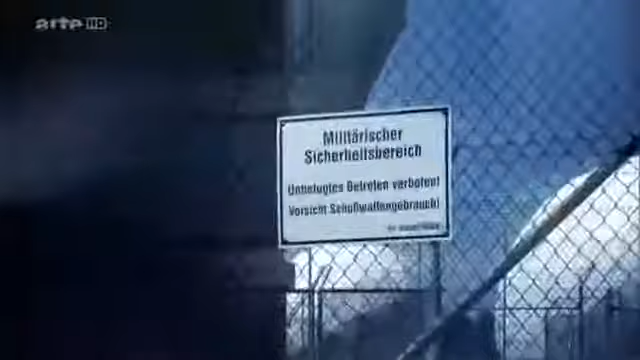 arte HD
Militärischer
Sicherheitsbereich
Unbefugtes Betreten verboten!
Vorsicht Schußwaffengebrauch!